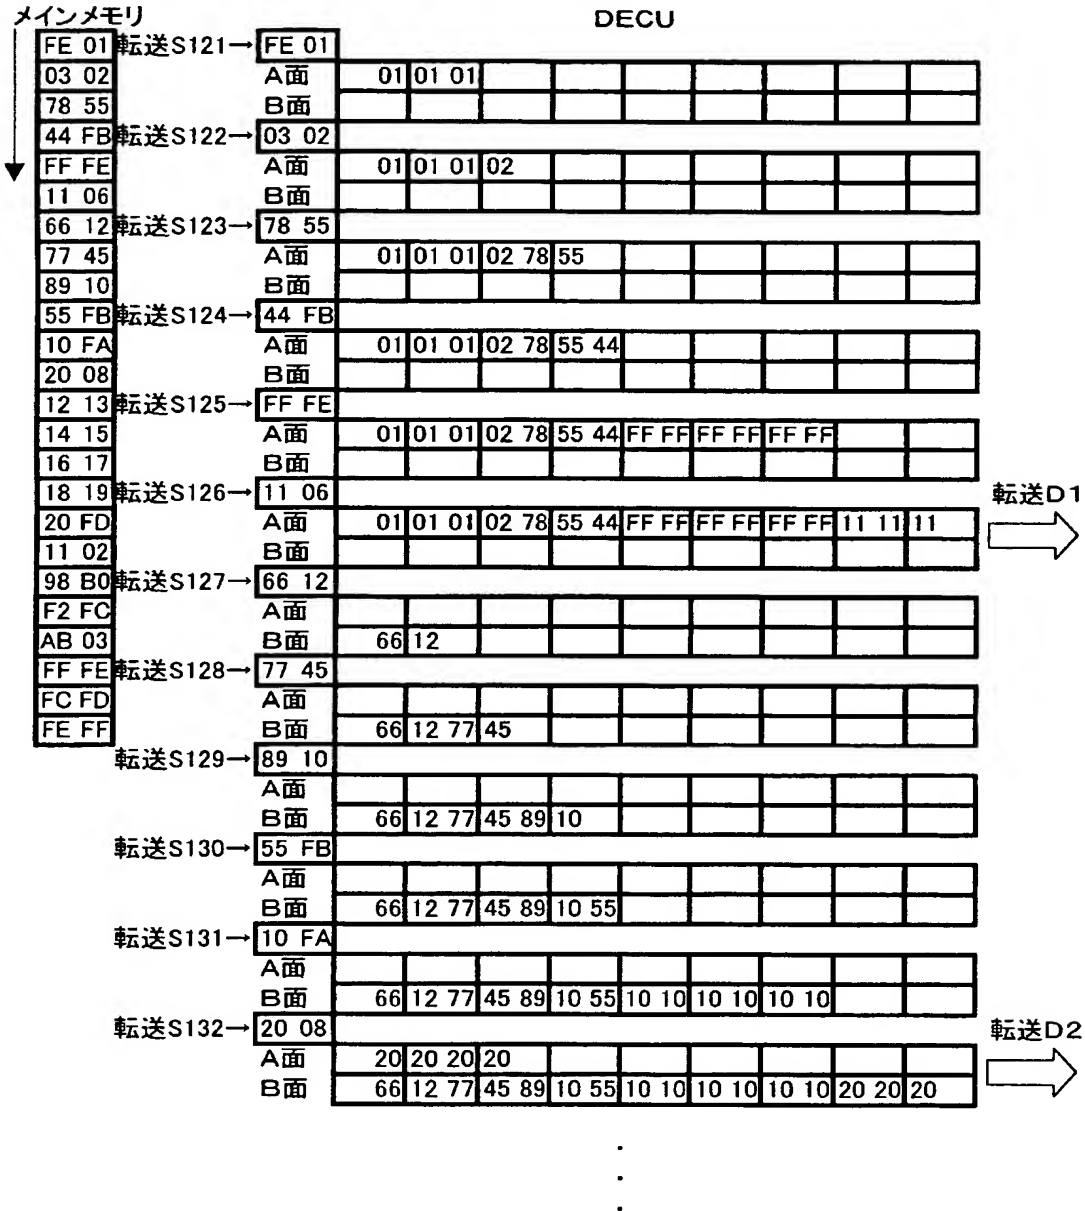 メインメモリ DECU
FE 01 転送S121→ FE 01
03 02 A面 01 01 01
78 55 B面
44 FB 転送S122→ 03 02
FF FE A面 01 01 01 02
11 06 B面
66 12 転送S123→ 78 55
77 45 A面 01 01 01 02 78 55
89 10 B面
55 FB 転送S124→ 44 FB
10 FA A面 01 01 01 02 78 55 44
20 08 B面
12 13 転送S125→ FF FE
14 15 A面 01 01 01 02 78 55 44 FF FF FF FF FF FF
16 17 B面
18 19 転送S126→ 11 06 転送D1
20 FD A面 01 01 01 02 78 55 44 FF FF FF FF FF FF 11 11 11
11 02 B面
98 B0 転送S127→ 66 12
F2 FC A面
AB 03 B面 66 12
FF FE 転送S128→ 77 45
FC FD A面
FE FF B面 66 12 77 45
転送S129→ 89 10
A面
B面 66 12 77 45 89 10
転送S130→ 55 FB
A面
B面 66 12 77 45 89 10 55
転送S131→ 10 FA
A面
B面 66 12 77 45 89 10 55 10 10 10 10 10 10
転送S132→ 20 08 転送D2
A面 20 20 20 20
B面 66 12 77 45 89 10 55 10 10 10 10 10 10 20 20 20